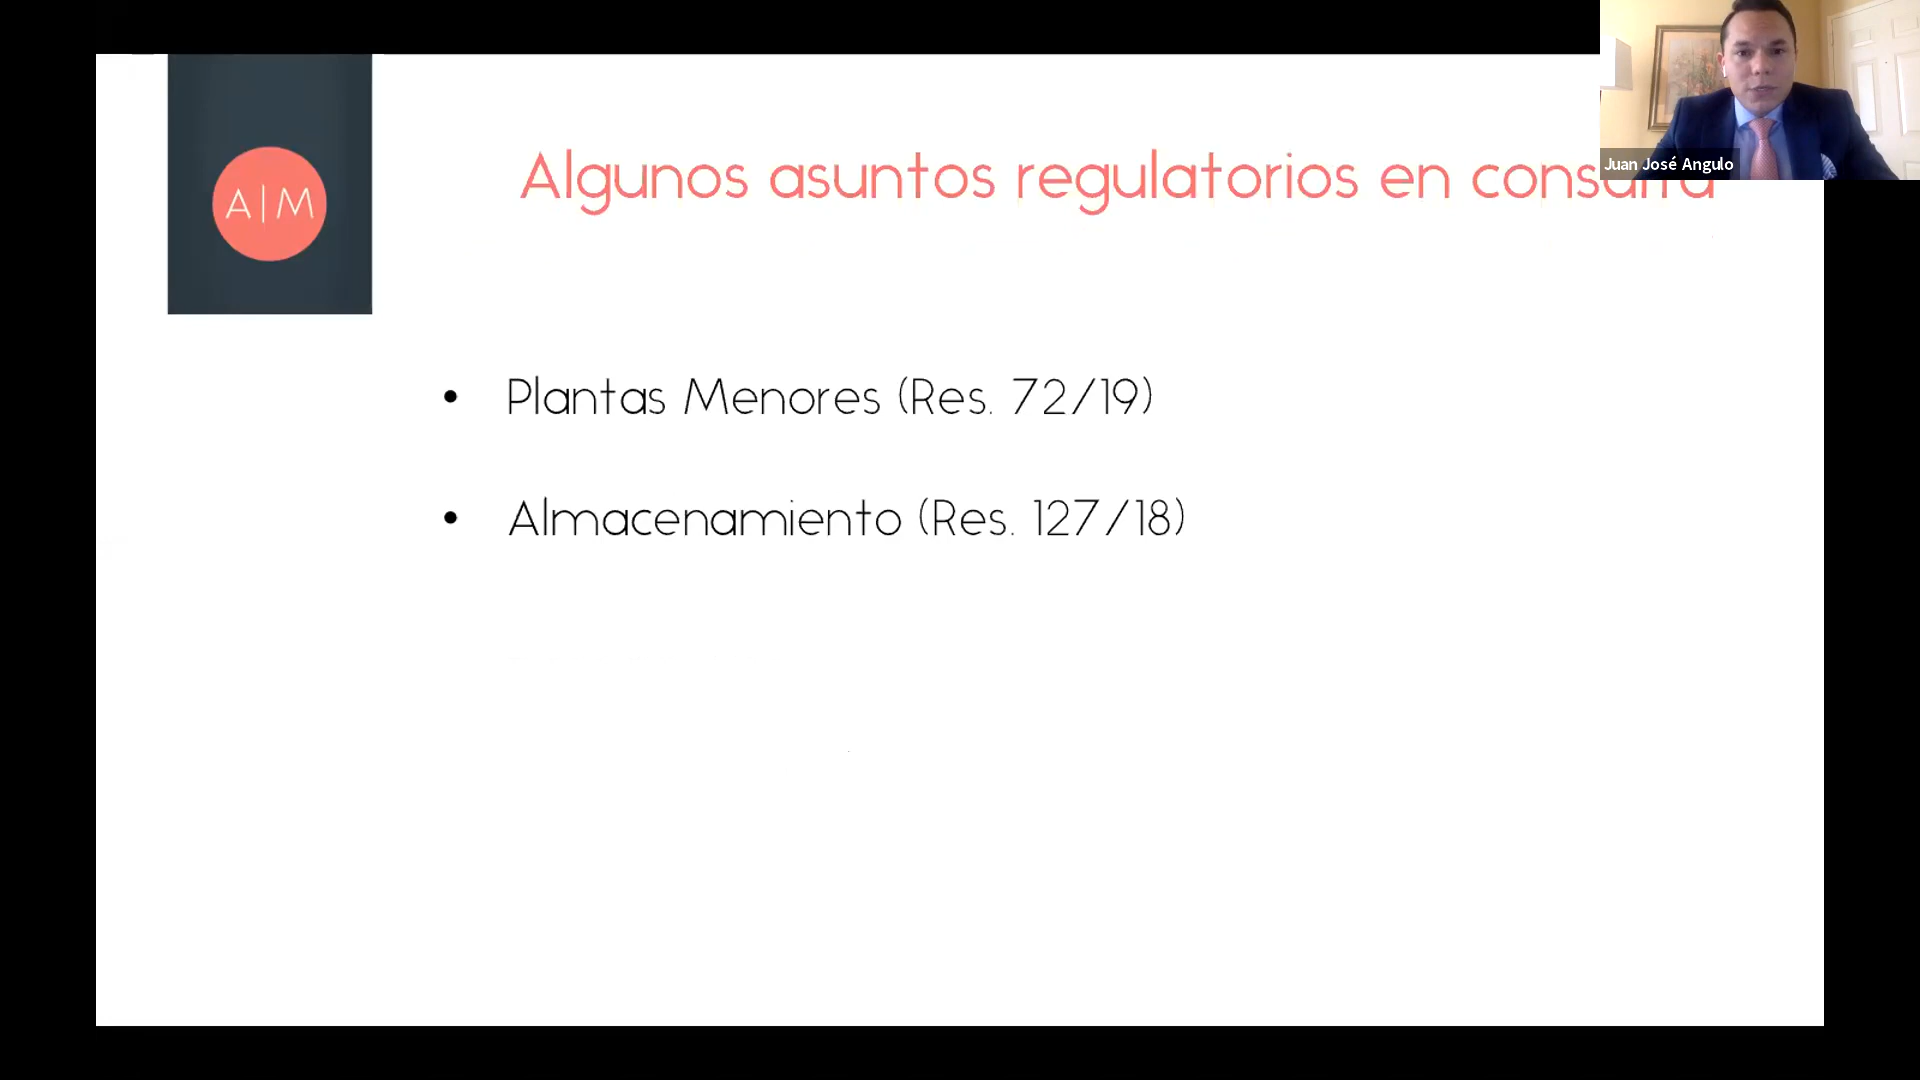 A|M
Algunos asuntos regulatorios en consulta
Juan José Angulo
• Plantas Menores (Res. 72/19)
• Almacenamiento (Res. 127/18)